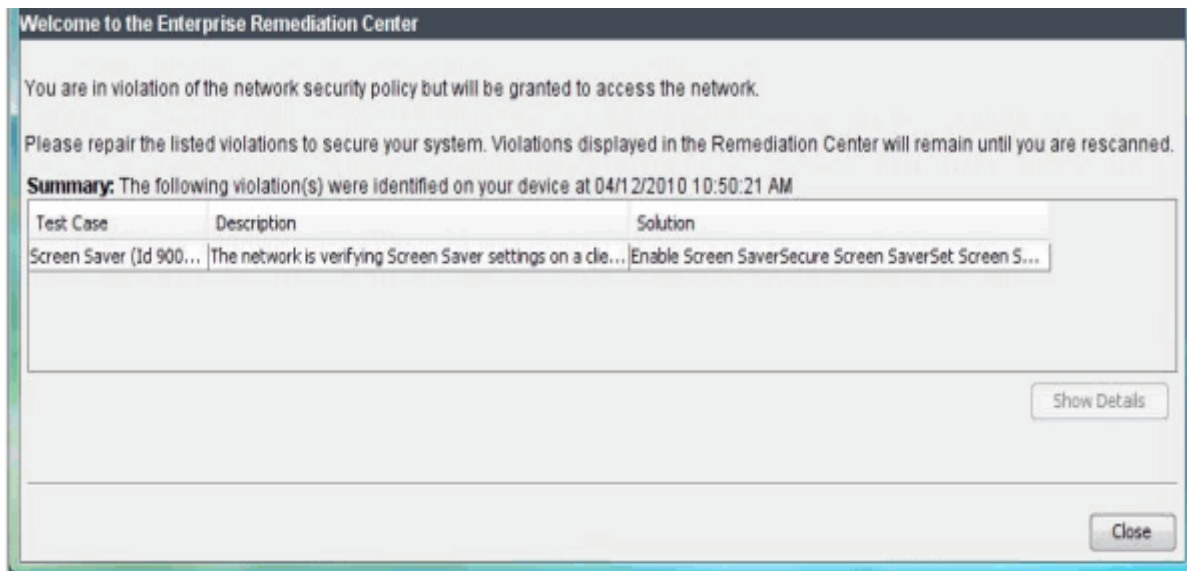 Welcome to the Enterprise Remediation Center
You are in violation of the network security policy but will be granted to access the network.
Please repair the listed violations to secure your system. Violations displayed in the Remediation Center will remain until you are rescanned.
Summary: The following violation(s) were identified on your device at 04/12/2010 10:50:21 AM
Test Case Description Solution
Screen Saver (Id 900... The network is verifying Screen Saver settings on a clie... Enable Screen SaverSecure Screen SaverSet Screen S...
Show Details
Close